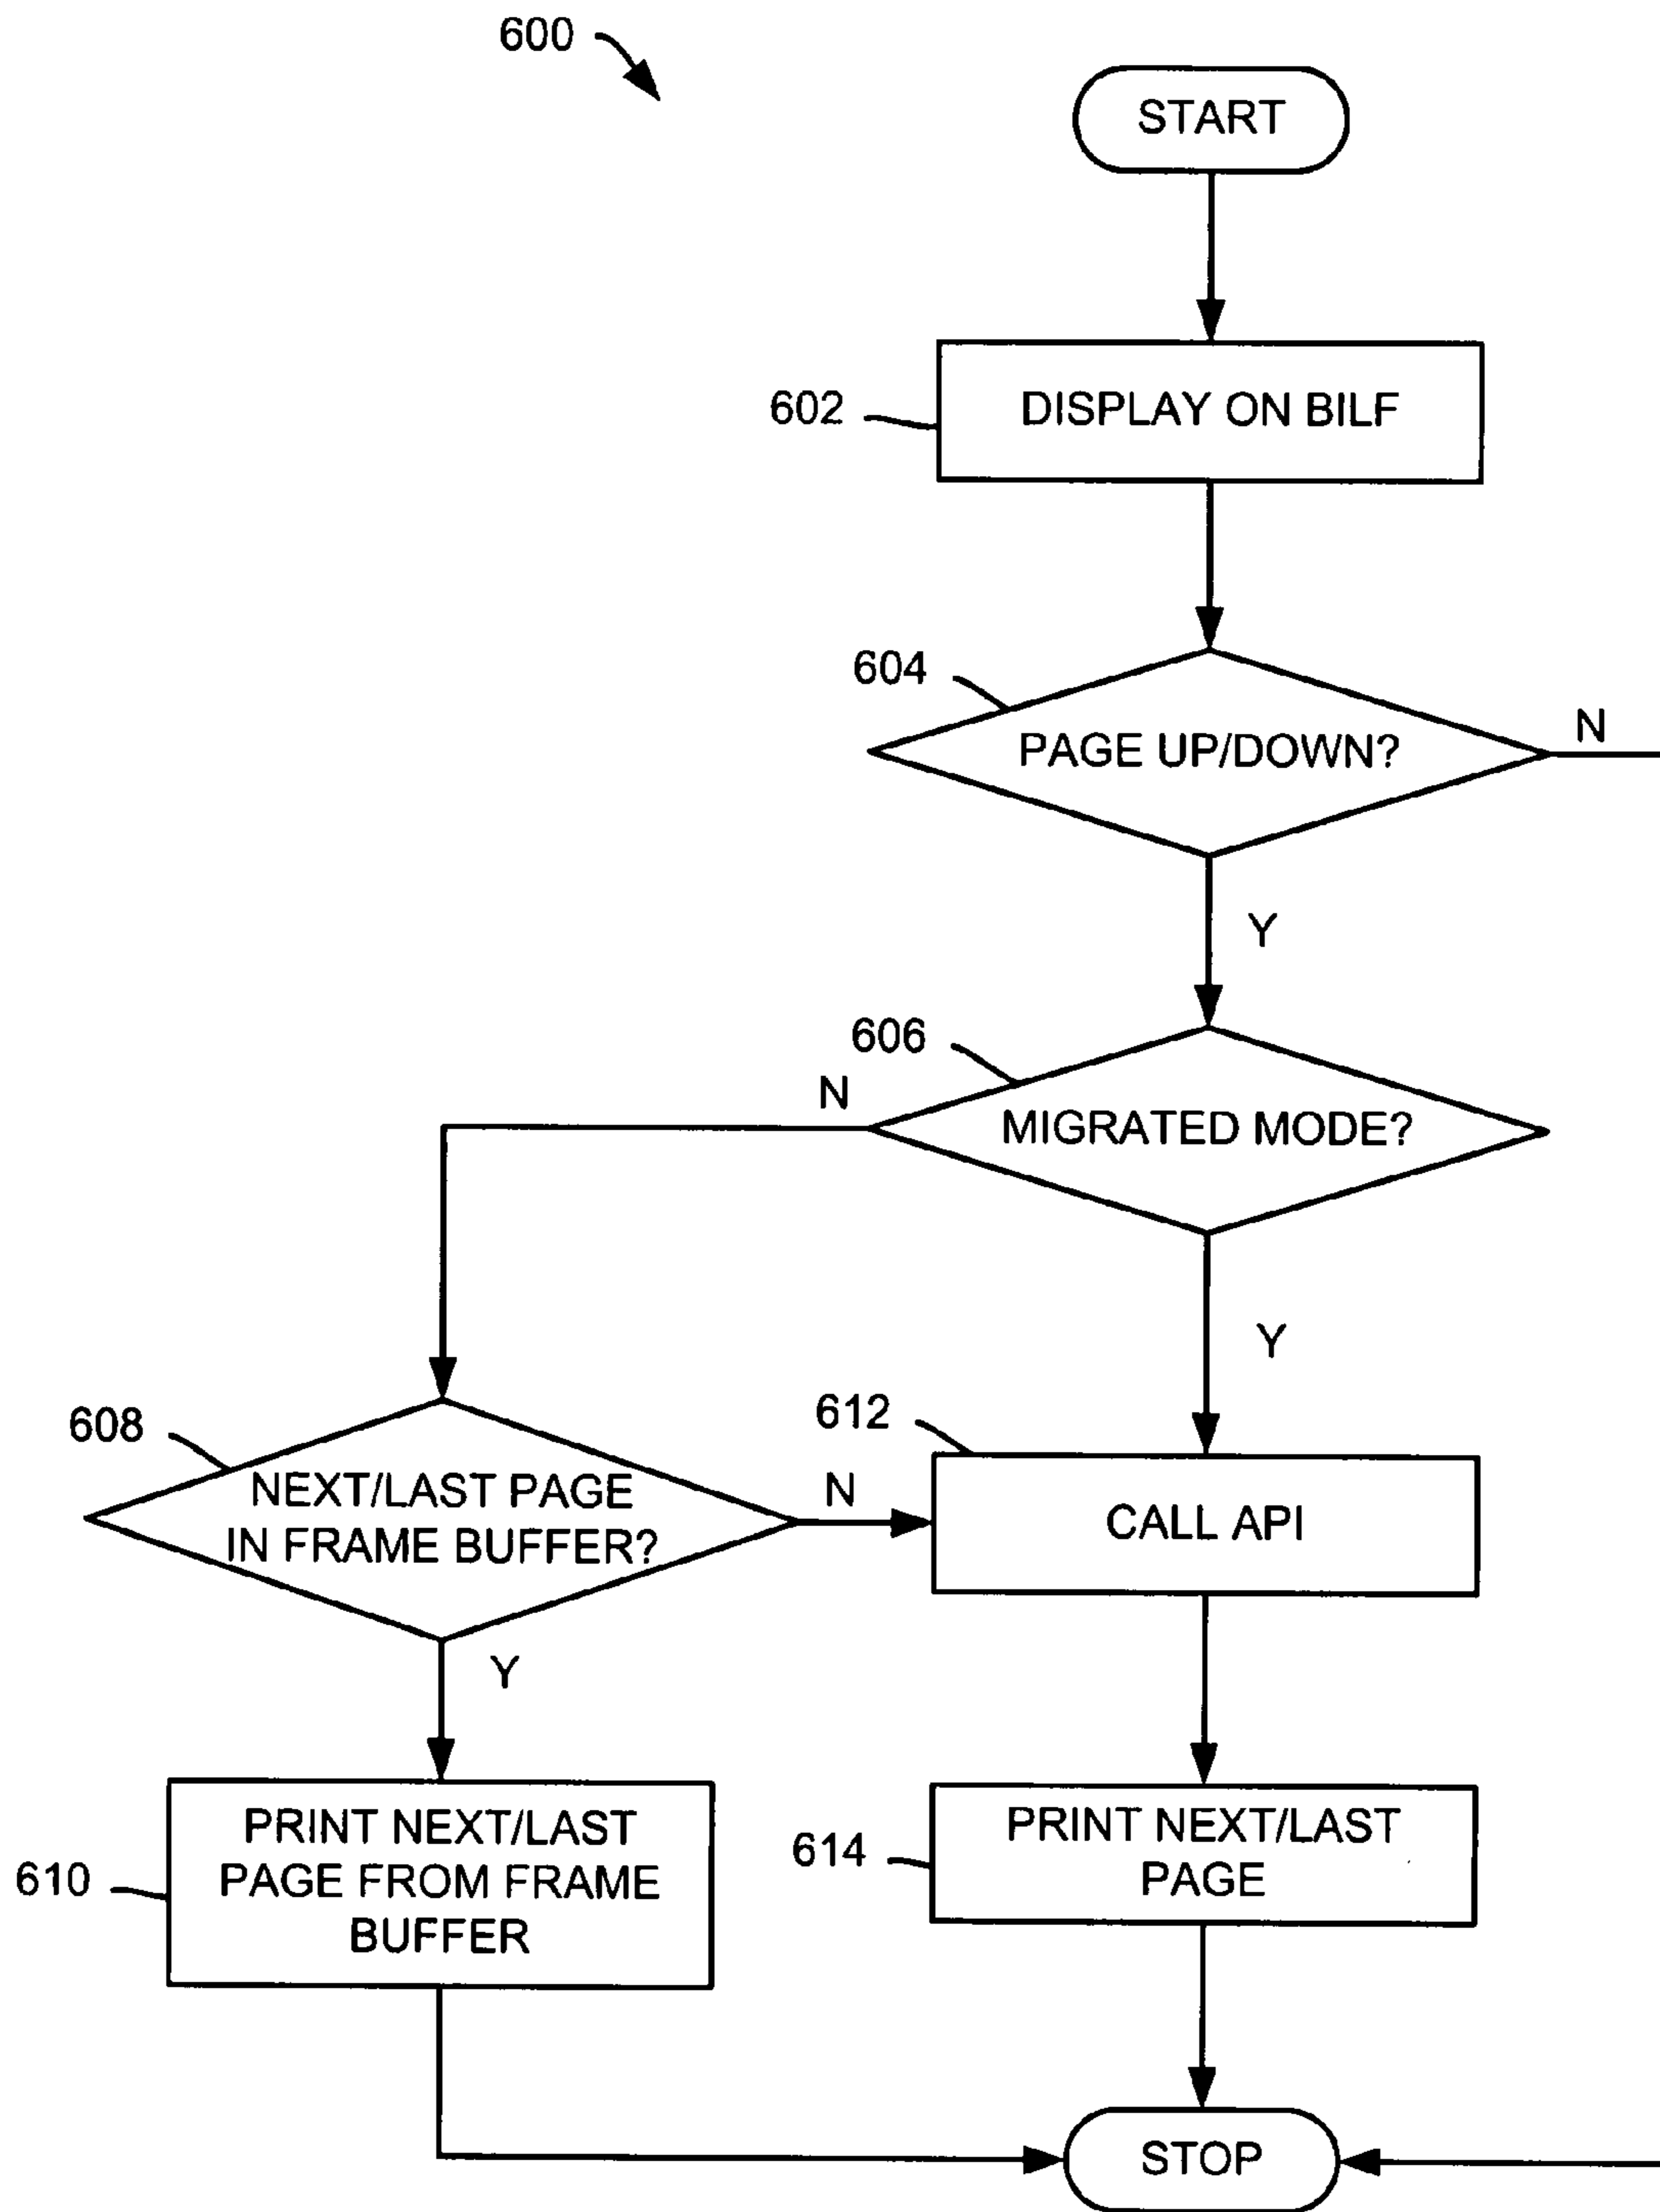 600
START
602
DISPLAY ON BILF
604
PAGE UP/DOWN?
N
Y
606
N
MIGRATED MODE?
Y
608
NEXT/LAST PAGE
IN FRAME BUFFER?
N
612
CALL API
Y
610
PRINT NEXT/LAST
PAGE FROM FRAME
BUFFER
614
PRINT NEXT/LAST
PAGE
STOP